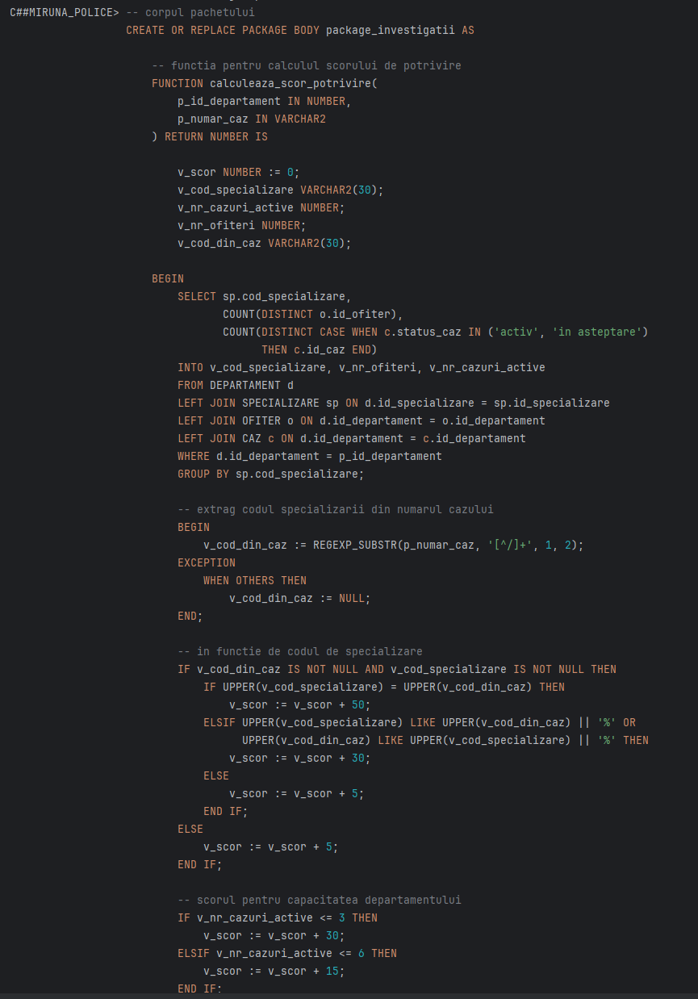 C##MIRUNA_POLICE> -- corpul pachetului
CREATE OR REPLACE PACKAGE BODY package_investigatii AS
-- functia pentru calculul scorului de potrivire
FUNCTION calculeaza_scor_potrivire(
p_id_departament IN NUMBER,
p_numar_caz IN VARCHAR2
) RETURN NUMBER IS
v_scor NUMBER := 0;
v_cod_specializare VARCHAR2(30);
v_nr_cazuri_active NUMBER;
v_nr_ofiteri NUMBER;
v_cod_din_caz VARCHAR2(30);
BEGIN
SELECT sp.cod_specializare,
COUNT(DISTINCT o.id_ofiter),
COUNT(DISTINCT CASE WHEN c.status_caz IN ('activ', 'in asteptare')
THEN c.id_caz END)
INTO v_cod_specializare, v_nr_ofiteri, v_nr_cazuri_active
FROM DEPARTAMENT d
LEFT JOIN SPECIALIZARE sp ON d.id_specializare = sp.id_specializare
LEFT JOIN OFITER o ON d.id_departament = o.id_departament
LEFT JOIN CAZ c ON d.id_departament = c.id_departament
WHERE d.id_departament = p_id_departament
GROUP BY sp.cod_specializare;
-- extrag codul specializarii din numarul cazului
BEGIN
v_cod_din_caz := REGEXP_SUBSTR(p_numar_caz, '[^/]+', 1, 2);
EXCEPTION
WHEN OTHERS THEN
v_cod_din_caz := NULL;
END;
-- in functie de codul de specializare
IF v_cod_din_caz IS NOT NULL AND v_cod_specializare IS NOT NULL THEN
IF UPPER(v_cod_specializare) = UPPER(v_cod_din_caz) THEN
v_scor := v_scor + 50;
ELSIF UPPER(v_cod_specializare) LIKE UPPER(v_cod_din_caz) || '%' OR
UPPER(v_cod_din_caz) LIKE UPPER(v_cod_specializare) || '%' THEN
v_scor := v_scor + 30;
ELSE
v_scor := v_scor + 5;
END IF;
ELSE
v_scor := v_scor + 5;
END IF;
-- scorul pentru capacitatea departamentului
IF v_nr_cazuri_active <= 3 THEN
v_scor := v_scor + 30;
ELSIF v_nr_cazuri_active <= 6 THEN
v_scor := v_scor + 15;
END IF;